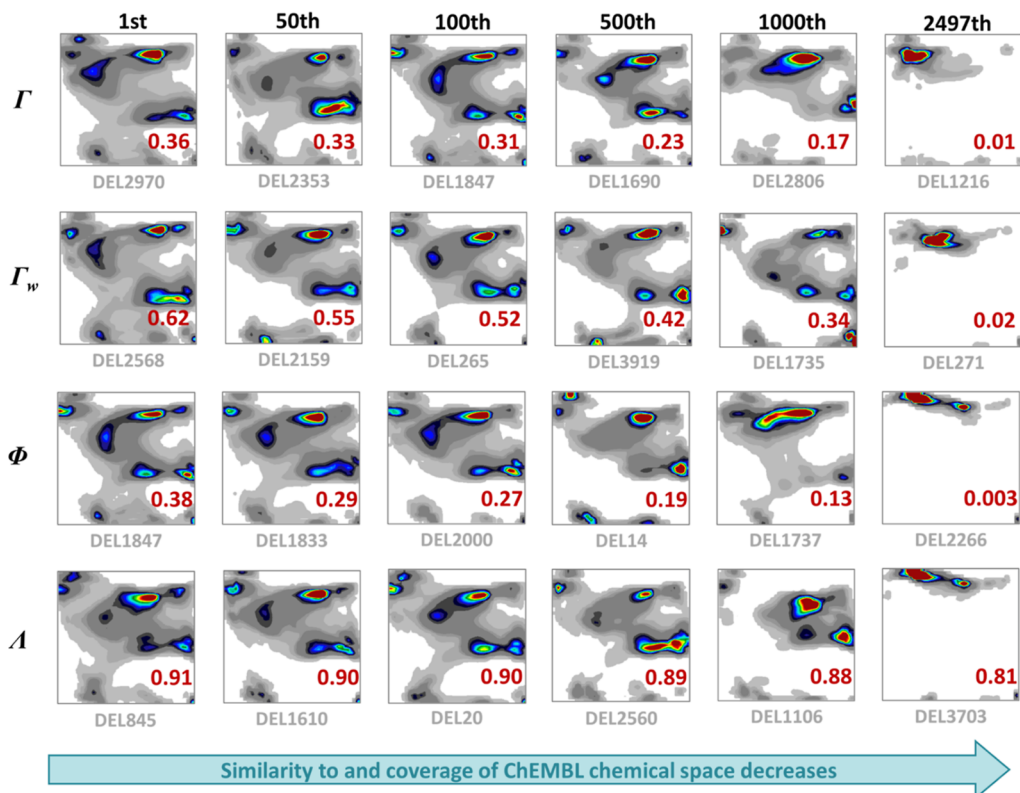 1st 50th 100th 500th 1000th 2497th
Γ 0.36 0.33 0.31 0.23 0.17 0.01
DEL2970 DEL2353 DEL1847 DEL1690 DEL2806 DEL1216
Γw 0.62 0.55 0.52 0.42 0.34 0.02
DEL2568 DEL2159 DEL265 DEL3919 DEL1735 DEL271
Φ 0.38 0.29 0.27 0.19 0.13 0.003
DEL1847 DEL1833 DEL2000 DEL14 DEL1737 DEL2266
Λ 0.91 0.90 0.90 0.89 0.88 0.81
DEL845 DEL1610 DEL20 DEL2560 DEL1106 DEL3703
Similarity to and coverage of ChEMBL chemical space decreases